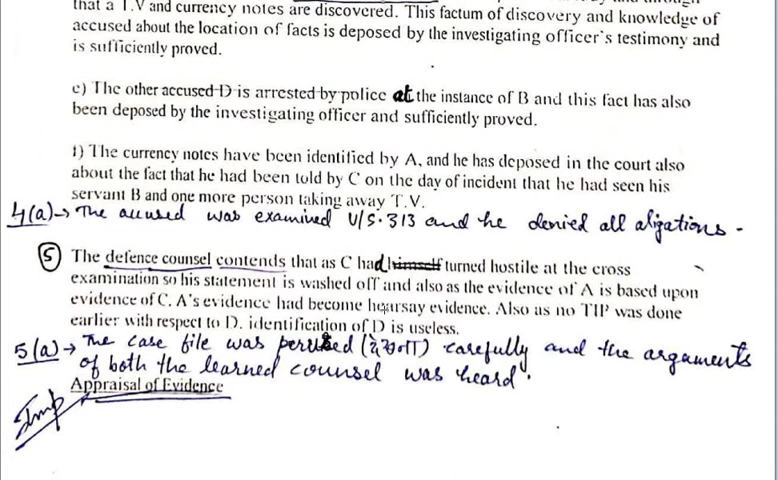 that a T.V and currency notes are discovered. This factum of discovery and knowledge of
accused about the location of facts is deposed by the investigating officer's testimony and
is sufficiently proved.
e) The other accused D is arrested by police at the instance of B and this fact has also
been deposed by the investigating officer and sufficiently proved.
f) The currency notes have been identified by A, and he has deposed in the court also
about the fact that he had been told by C on the day of incident that he had seen his
servant B and one more person taking away T.V.
4(a)→ The accused was examined U/S.313 and he denied all aligations -
5 The defence counsel contends that as C had himself turned hostile at the cross
examination so his statement is washed off and also as the evidence of A is based upon
evidence of C. A's evidence had become hearsay evidence. Also as no TIP was done
earlier with respect to D. identification of D is useless.
5(a)→ The case file was perused () carefully and the arguments
of both the learned counsel was heard.
Appraisal of Evidence
Imp